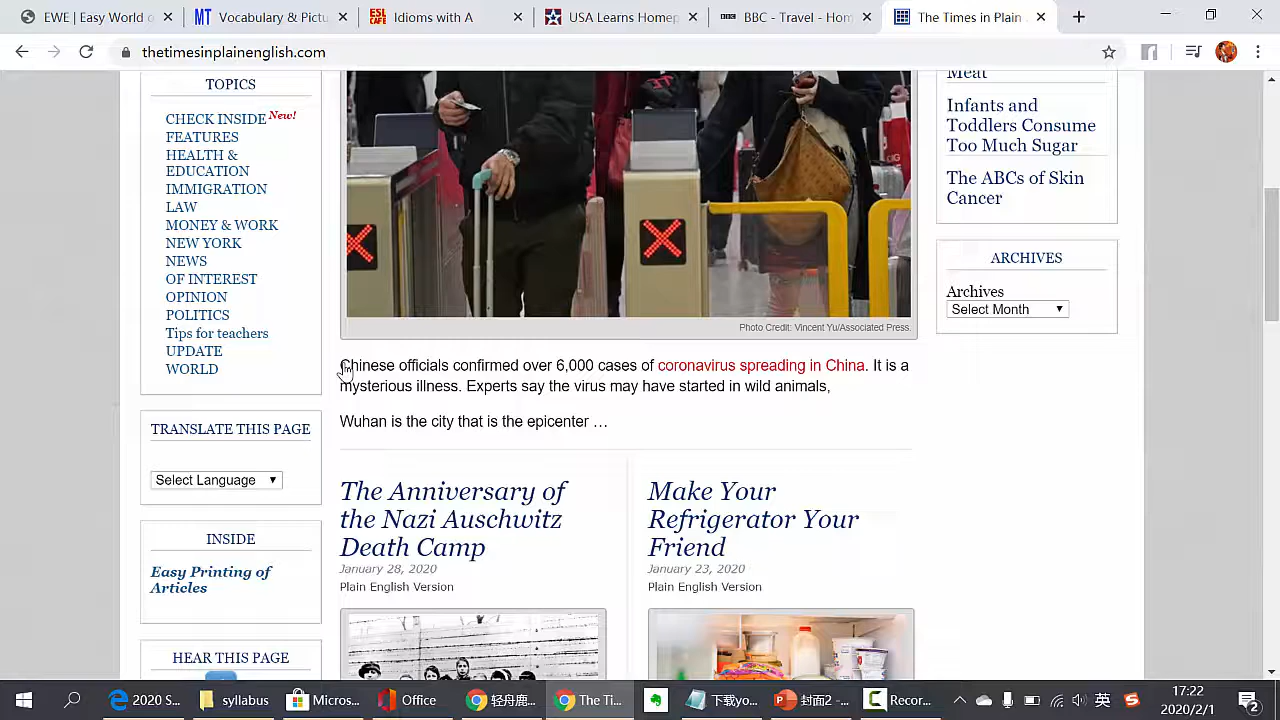 EWE | Easy World
Vocabulary & Pictu
ESL CAFE Idioms with A
USA Learns Homep
BBC BBC - Travel - Hom
The Times in Plain
thetimesinplainenglish.com
TOPICS
CHECK INSIDE New!
FEATURES
HEALTH &
EDUCATION
IMMIGRATION
LAW
MONEY & WORK
NEW YORK
NEWS
OF INTEREST
OPINION
POLITICS
Tips for teachers
UPDATE
WORLD
TRANSLATE THIS PAGE
Select Language
INSIDE
Easy Printing of
Articles
HEAR THIS PAGE
Photo Credit: Vincent Yu/Associated Press.
Chinese officials confirmed over 6,000 cases of coronavirus spreading in China. It is a
mysterious illness. Experts say the virus may have started in wild animals,
Wuhan is the city that is the epicenter …
The Anniversary of
the Nazi Auschwitz
Death Camp
January 28, 2020
Plain English Version
Make Your
Refrigerator Your
Friend
January 23, 2020
Plain English Version
Meat
Infants and
Toddlers Consume
Too Much Sugar
The ABCs of Skin
Cancer
ARCHIVES
Archives
Select Month
2020 S...
syllabus
Micros...
Office
轻舟鹿...
The Ti...
下载yo...
封面2 -...
Recor...
英
17:22
2020/2/1
2